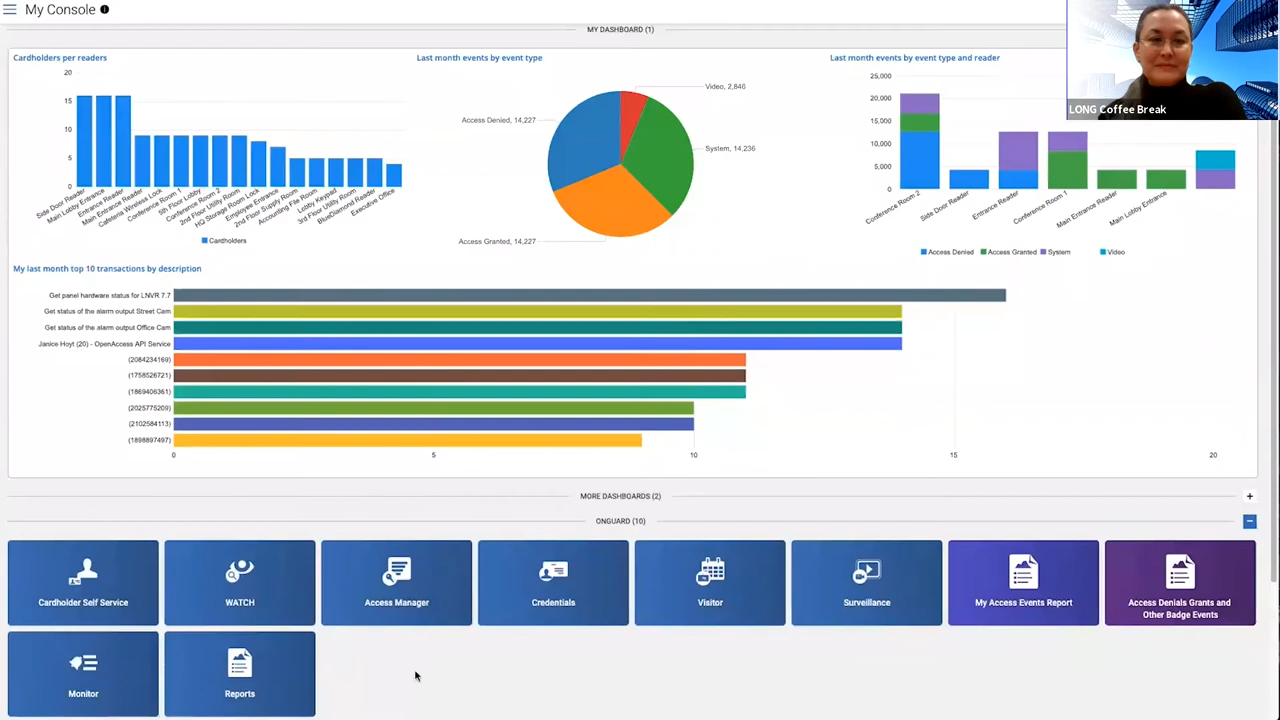 My Console
MY DASHBOARD (1)
LONG Coffee Break
Cardholders per readers
20
15
10
5
0
Side Door Reader
Main Lobby Entrance
Entrance Reader
Main Entrance Reader
Cafeteria Wireless Lock
Conference Room 1
5th Floor Lobby
Conference Room 2
2nd Floor Utility Room
HQ Storage Room Lock
Employee Entrance
2nd Floor Supply Room
Accounting File Room
Lobby Keypad
3rd Floor Utility Room
BlueDiamond Reader
Executive Office
Cardholders
Last month events by event type
Video, 2,846
Access Denied, 14,227
System, 14,236
Access Granted, 14,227
Last month events by event type and reader
25,000
20,000
15,000
10,000
5,000
0
Conference Room 2
Side Door Reader
Entrance Reader
Conference Room 1
Main Entrance Reader
Main Lobby Entrance
Access Denied
Access Granted
System
Video
My last month top 10 transactions by description
Get panel hardware status for LNVR 7.7
Get status of the alarm output Street Cam
Get status of the alarm output Office Cam
Janice Hoyt (20) - OpenAccess API Service
(2084234169)
(1758526721)
(1869406361)
(2025775209)
(2102584113)
(1898897497)
0
5
10
15
20
MORE DASHBOARDS (2)
ONGUARD (10)
Cardholder Self Service
WATCH
Access Manager
Credentials
Visitor
Surveillance
My Access Events Report
Access Denials Grants and
Other Badge Events
Monitor
Reports